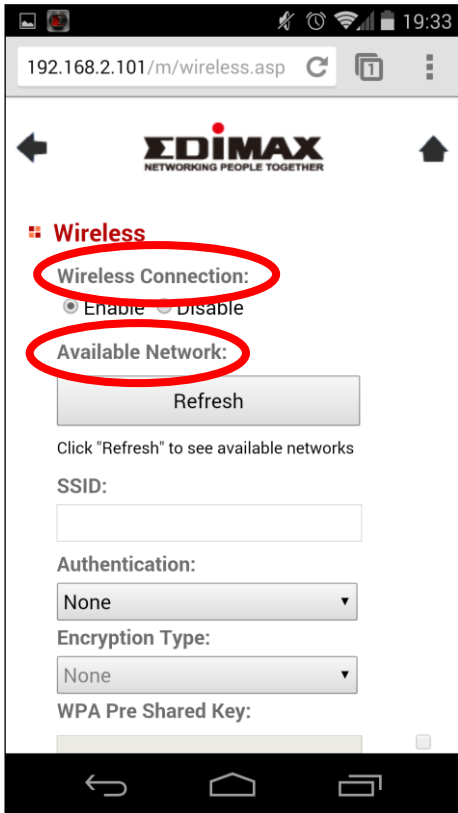 19:33
192.168.2.101/m/wireless.asp 1
EDIMAX
NETWORKING PEOPLE TOGETHER
Wireless
Wireless Connection:
Enable Disable
Available Network:
Refresh
Click "Refresh" to see available networks
SSID:
Authentication:
None
Encryption Type:
None
WPA Pre Shared Key: